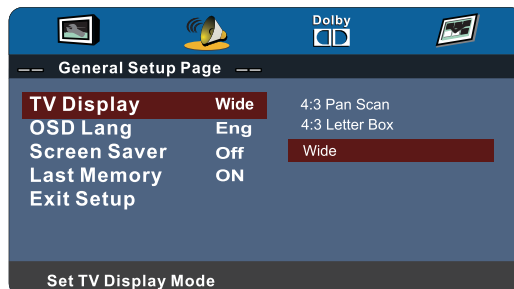 Dolby
—— General Setup Page ——
TV Display Wide 4:3 Pan Scan
OSD Lang Eng 4:3 Letter Box
Screen Saver Off Wide
Last Memory ON
Exit Setup
Set TV Display Mode